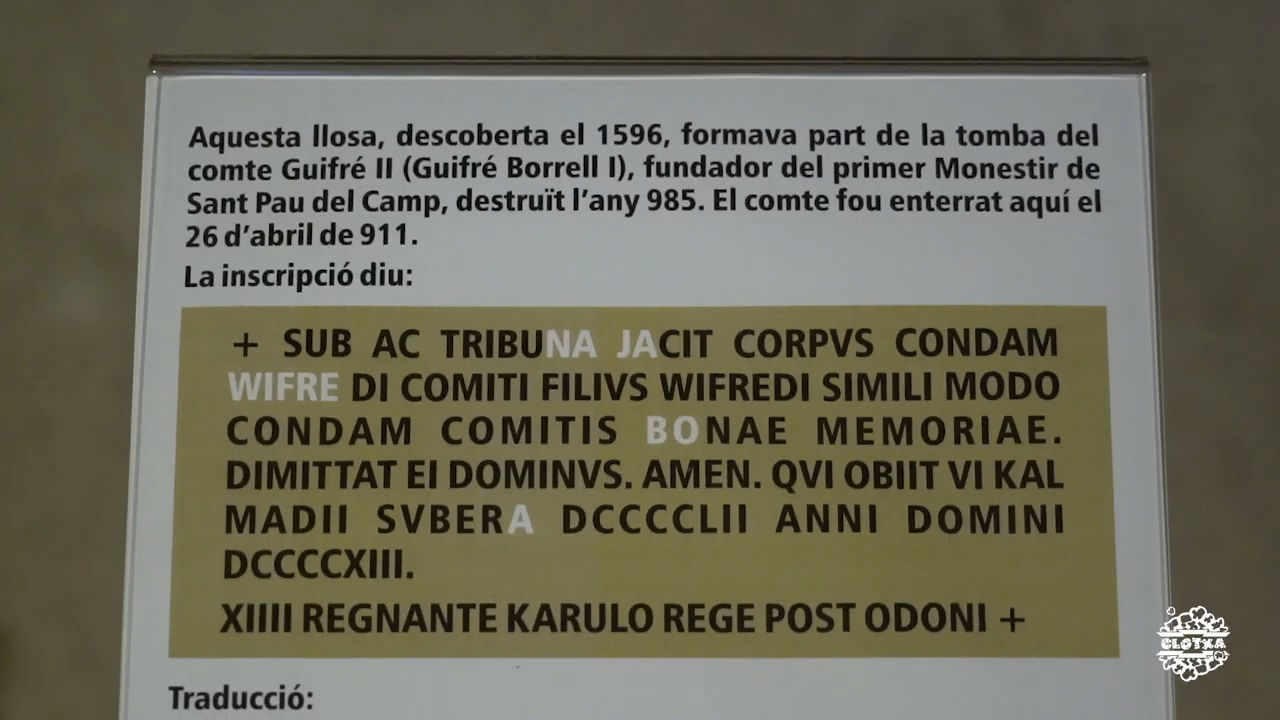 Aquesta llosa, descoberta el 1596, formava part de la tomba del
comte Guifré II (Guifré Borrell I), fundador del primer Monestir de
Sant Pau del Camp, destruït l’any 985. El comte fou enterrat aquí el
26 d’abril de 911.
La inscripció diu:
+ SUB AC TRIBUNA JACIT CORPVS CONDAM
WIFRE DI COMITI FILIVS WIFREDI SIMILI MODO
CONDAM COMITIS BONAE MEMORIAE.
DIMITTAT EI DOMINVS. AMEN. QVI OBIIT VI KAL
MADII SVBERA DCCCCLII ANNI DOMINI
DCCCCXIII.
XIIII REGNANTE KARULO REGE POST ODONI +
CLOTXA
Traducció: